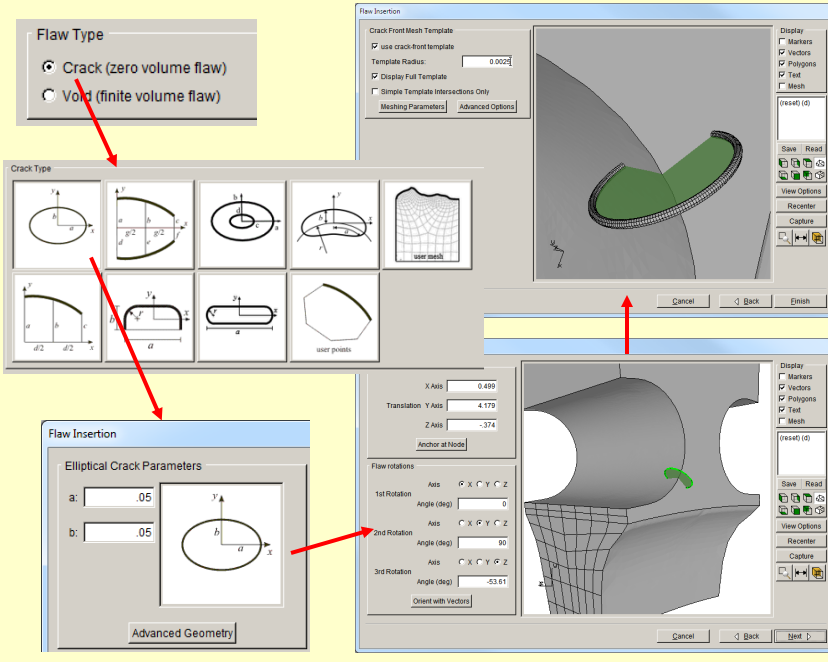 Flaw Type
Crack (zero volume flaw)
Void (finite volume flaw)
Crack Type
y
b
a
x
y
a
b
c
g/2
g/2
x
d
e
f
b
d
c
a
y
b
a
x
r
user mesh
y
a
b
c
d/2
d/2
x
y
b
r
x
a
y
r
x
a
user points
Flaw Insertion
Elliptical Crack Parameters
a: .05
b: .05
y
b
a
x
Advanced Geometry
Flaw Insertion
Crack Front Mesh Template
use crack-front template
Template Radius: 0.0025
Display Full Template
Simple Template Intersections Only
Meshing Parameters
Advanced Options
Display
Markers
Vectors
Polygons
Text
Mesh
(reset) (d)
Save Read
View Options
Recenter
Capture
Cancel
Back
Finish
X Axis 0.499
Translation Y Axis 4.179
Z Axis -.374
Anchor at Node
Flaw rotations
Axis X Y Z
1st Rotation
Angle (deg) 0
Axis X Y Z
2nd Rotation
Angle (deg) 90
Axis X Y Z
3rd Rotation
Angle (deg) -53.61
Orient with Vectors
Display
Markers
Vectors
Polygons
Text
Mesh
(reset) (d)
Save Read
View Options
Recenter
Capture
Cancel
Back
Next